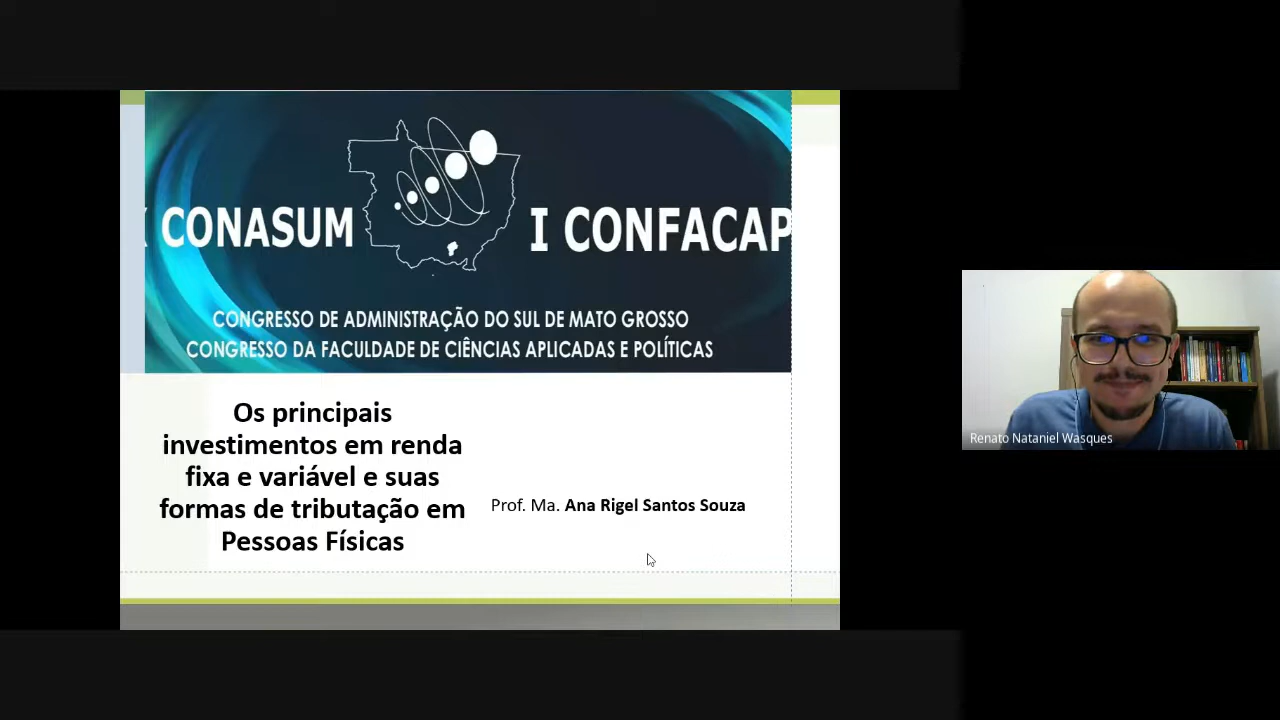 CONASUM
I CONFACAP
CONGRESSO DE ADMINISTRAÇÃO DO SUL DE MATO GROSSO
CONGRESSO DA FACULDADE DE CIÊNCIAS APLICADAS E POLÍTICAS
Os principais
investimentos em renda
fixa e variável e suas
formas de tributação em
Pessoas Físicas
Prof. Ma. Ana Rigel Santos Souza
Renato Nataniel Wasques